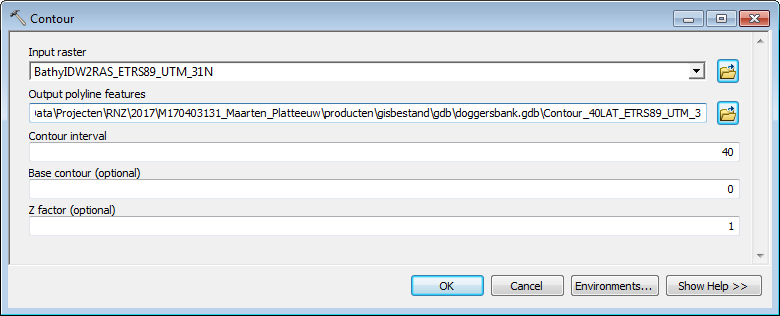 Contour
Input raster
BathyIDW2RAS_ETRS89_UTM_31N
Output polyline features
ata\Projecten\RNZ\2017\M170403131_Maarten_Platteeuw\producten\gisbestand\gdb\doggersbank.gdb\Contour_40LAT_ETRS89_UTM_3
Contour interval
40
Base contour (optional)
0
Z factor (optional)
1
OK Cancel Environments... Show Help >>